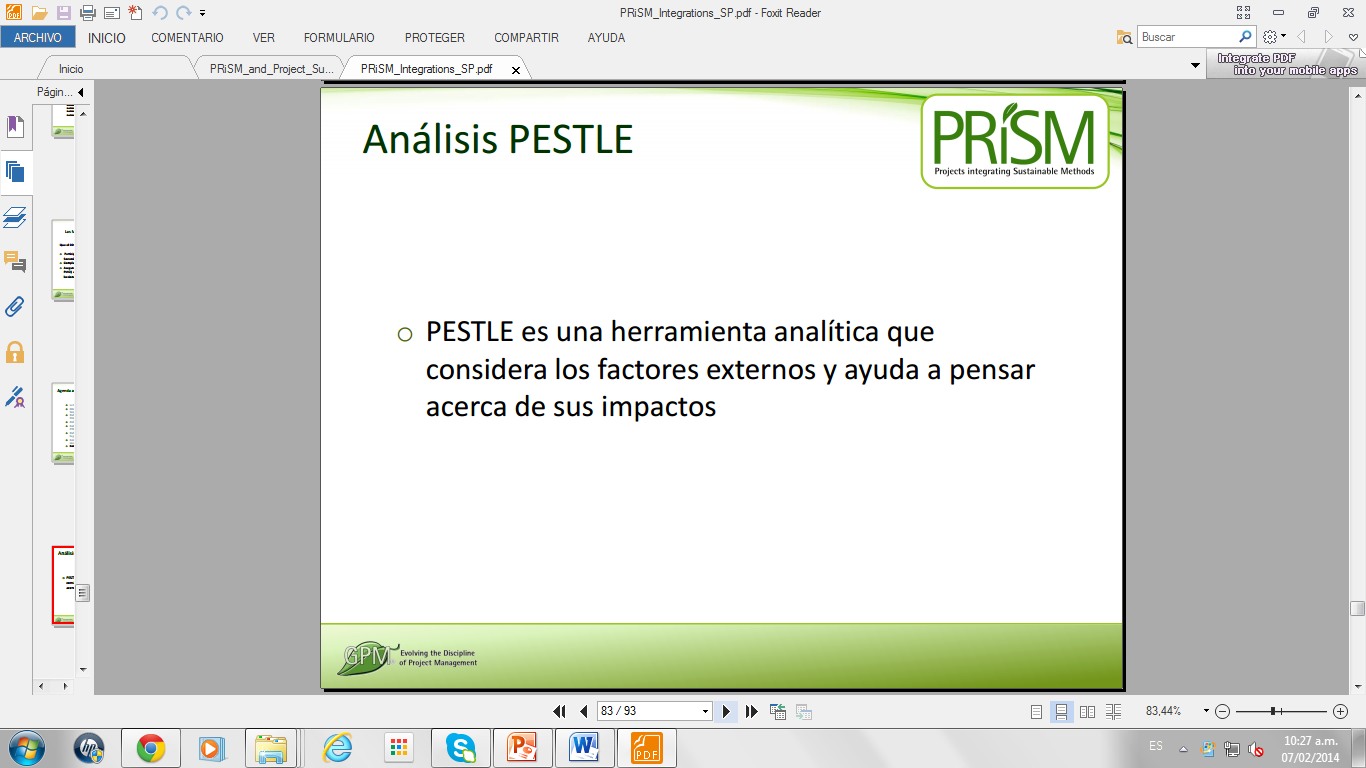 PRiSM_Integrations_SP.pdf - Foxit Reader
ARCHIVO INICIO COMENTARIO VER FORMULARIO PROTEGER COMPARTIR AYUDA
Buscar
Inicio PRiSM_and_Project_Su... PRiSM_Integrations_SP.pdf
Integrate PDF
into your mobile apps
Págin...
Análisis PESTLE
PRiSM
Projects integrating Sustainable Methods
PESTLE es una herramienta analítica que
considera los factores externos y ayuda a pensar
acerca de sus impactos
GPM
Evolving the Discipline
of Project Management
83 / 93
83,44%
ES
10:27 a.m.
07/02/2014